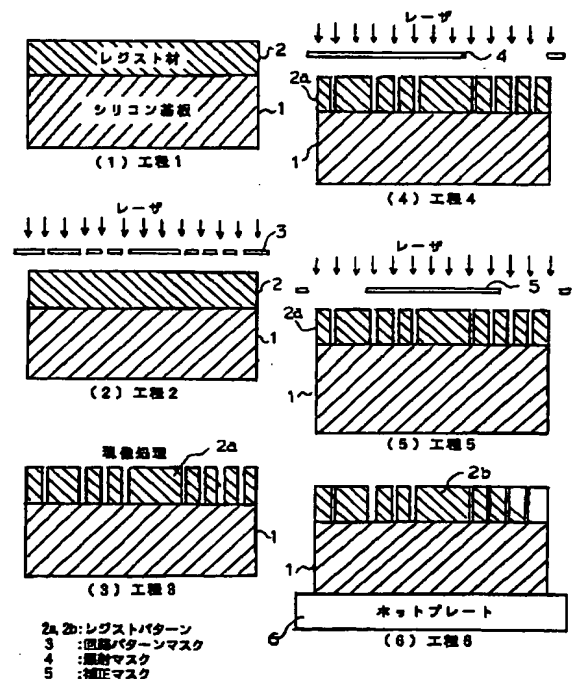 レジスト材
2
シリコン基板
1
(1)工程1
レーザ
3
2
1
(2)工程2
現像処理
2a
1
(3)工程3
レーザ
4
2a
1
(4)工程4
レーザ
5
2a
1
(5)工程5
2b
1
ホットプレート
6
(6)工程6
2a, 2b:レジストパターン
3 :回路パターンマスク
4 :照射マスク
5 :補正マスク